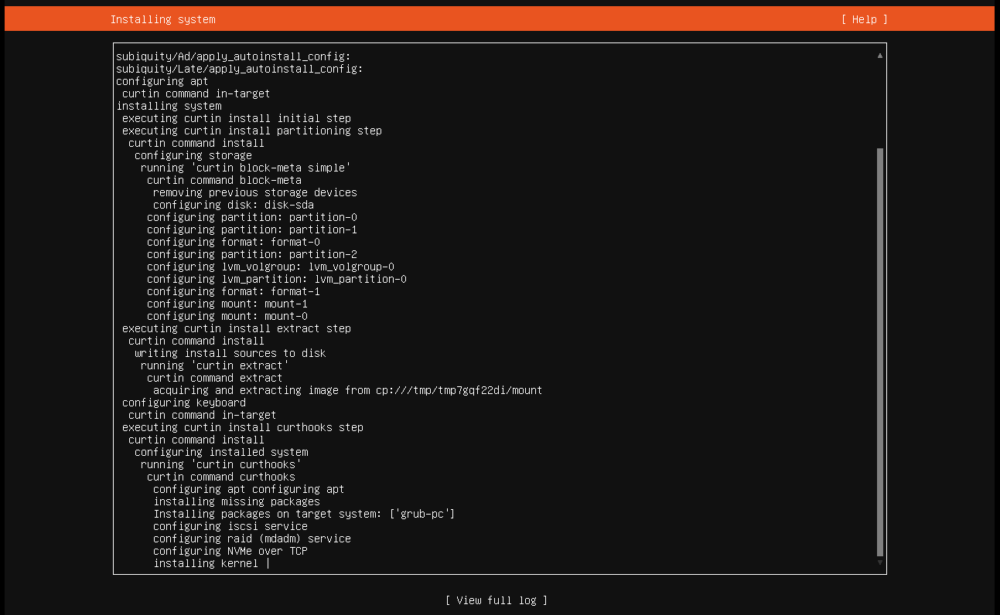 Installing system
[ Help ]
subiquity/Ad/apply_autoinstall_config:
subiquity/Late/apply_autoinstall_config:
configuring apt
curtin command in-target
installing system
executing curtin install initial step
executing curtin install partitioning step
curtin command install
configuring storage
running 'curtin block-meta simple'
curtin command block-meta
removing previous storage devices
configuring disk: disk-sda
configuring partition: partition-0
configuring partition: partition-1
configuring format: format-0
configuring partition: partition-2
configuring lvm_volgroup: lvm_volgroup-0
configuring lvm_partition: lvm_partition-0
configuring format: format-1
configuring mount: mount-1
configuring mount: mount-0
executing curtin install extract step
curtin command install
writing install sources to disk
running 'curtin extract'
curtin command extract
acquiring and extracting image from cp:///tmp/tmp7gqf22di/mount
configuring keyboard
curtin command in-target
executing curtin install curthooks step
curtin command install
configuring installed system
running 'curtin curthooks'
curtin command curthooks
configuring apt configuring apt
installing missing packages
Installing packages on target system: ['grub-pc']
configuring iscsi service
configuring raid (mdadm) service
configuring NVMe over TCP
installing kernel |
[ View full log ]